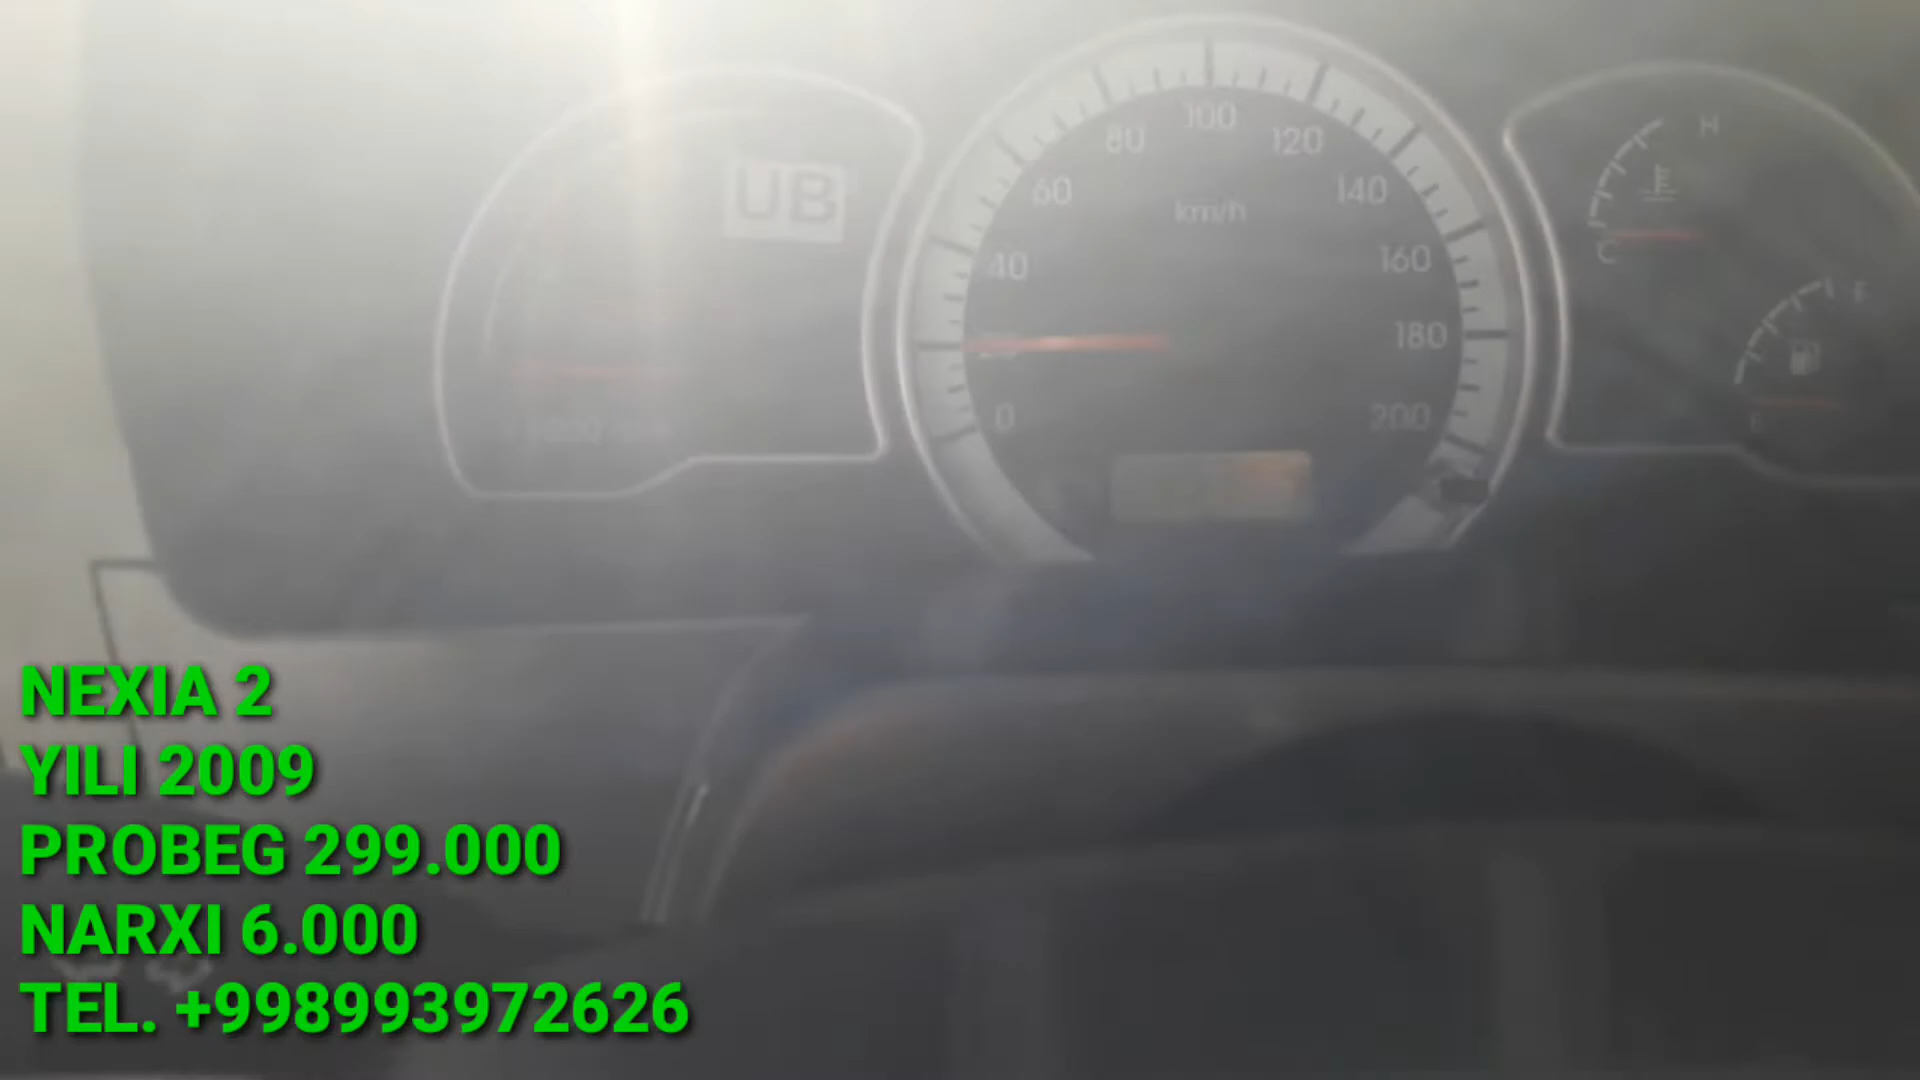 UB
100
80
120
60
km/h
140
40
160
180
0
200
H
C
F
NEXIA 2
YILI 2009
PROBEG 299.000
NARXI 6.000
TEL. +998993972626